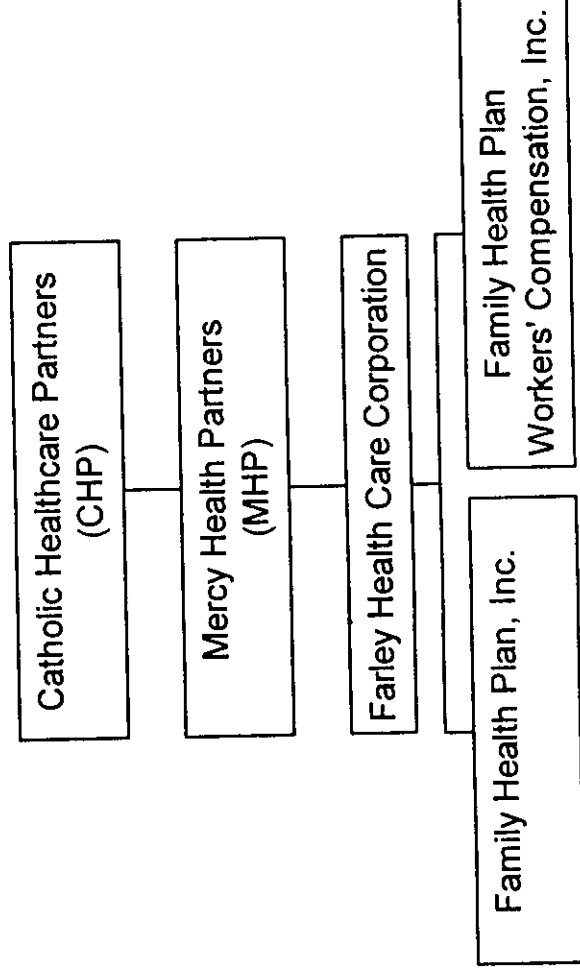 Catholic Healthcare Partners
(CHP)
Mercy Health Partners
(MHP)
Farley Health Care Corporation
Family Health Plan, Inc.
Family Health Plan
Workers' Compensation, Inc.